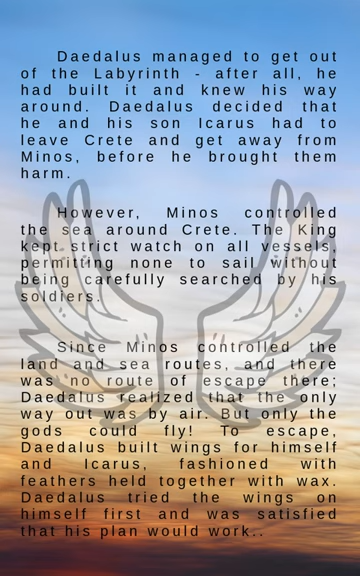 Daedalus managed to get out
of the Labyrinth - after all, he
had built it and knew his way
around. Daedalus decided that
he and his son Icarus had to
leave Crete and get away from
Minos, before he brought them
harm.
However, Minos controlled
the sea around Crete. The King
kept strict watch on all vessels,
permitting none to sail without
being carefully searched by his
soldiers.
Since Minos controlled the
land and sea routes, and there
was no route of escape there;
Daedalus realized that the only
way out was by air. But only the
gods could fly! To escape,
Daedalus built wings for himself
and Icarus, fashioned with
feathers held together with wax.
Daedalus tried the wings on
himself first and was satisfied
that his plan would work..